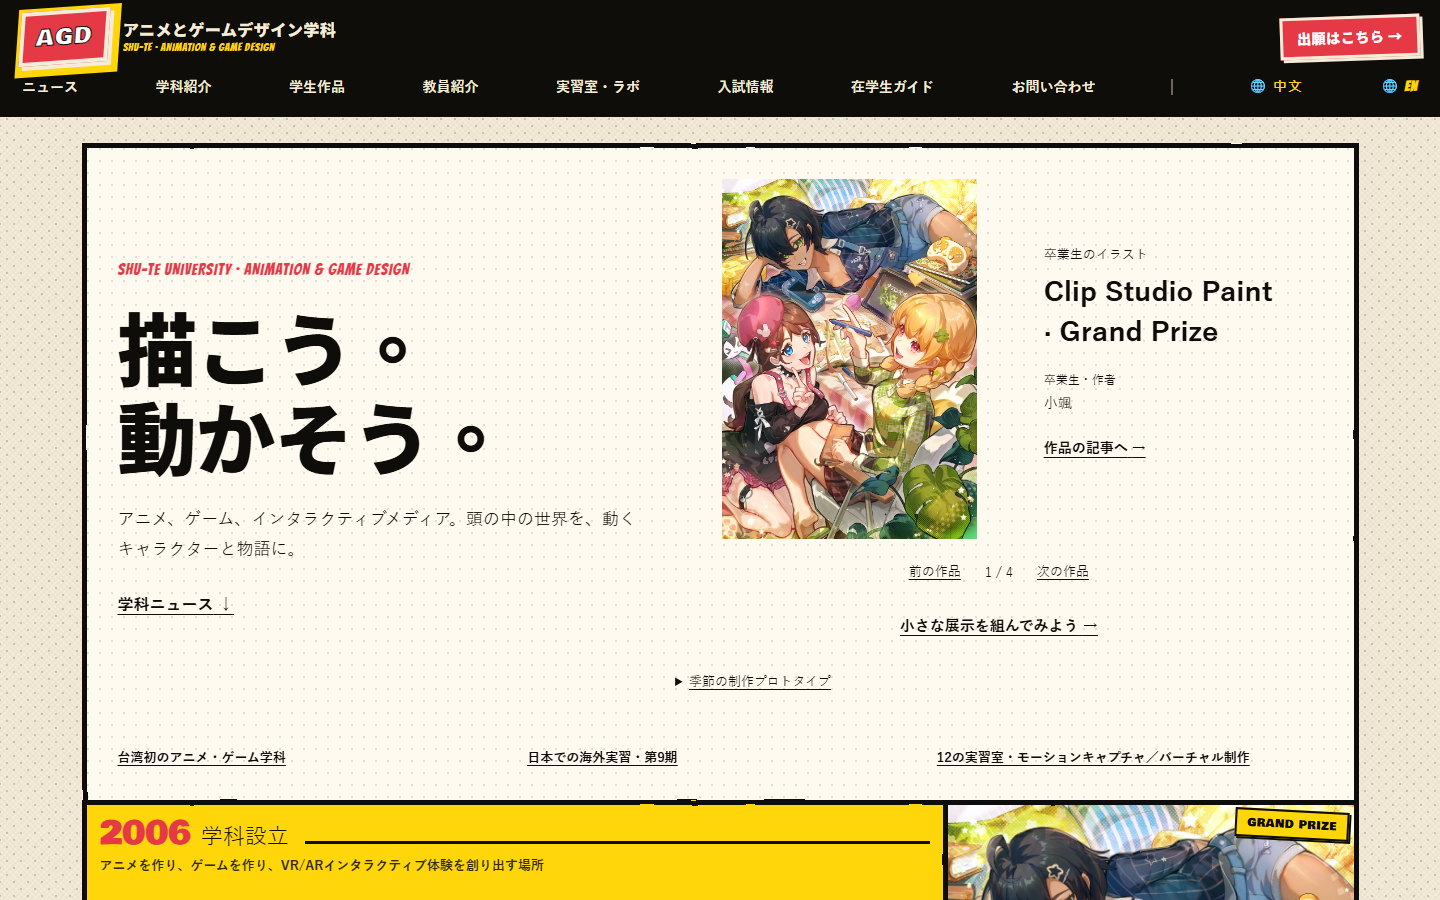 AGD
アニメとゲームデザイン学科
SHU-TE · ANIMATION & GAME DESIGN
出願はこちら →
ニュース
学科紹介
学生作品
教員紹介
実習室・ラボ
入試情報
在学生ガイド
お問い合わせ
中文
EN
SHU-TE UNIVERSITY · ANIMATION & GAME DESIGN
描こう。
動かそう。
アニメ、ゲーム、インタラクティブメディア。頭の中の世界を、動く
キャラクターと物語に。
学科ニュース ↓
卒業生のイラスト
Clip Studio Paint
· Grand Prize
卒業生・作者
小颯
作品の記事へ →
前の作品
1 / 4
次の作品
小さな展示を組んでみよう →
▶ 季節の制作プロトタイプ
台湾初のアニメ・ゲーム学科
日本での海外実習・第9期
12の実習室・モーションキャプチャ／バーチャル制作
2006 学科設立
アニメを作り、ゲームを作り、VR/ARインタラクティブ体験を創り出す場所
GRAND PRIZE